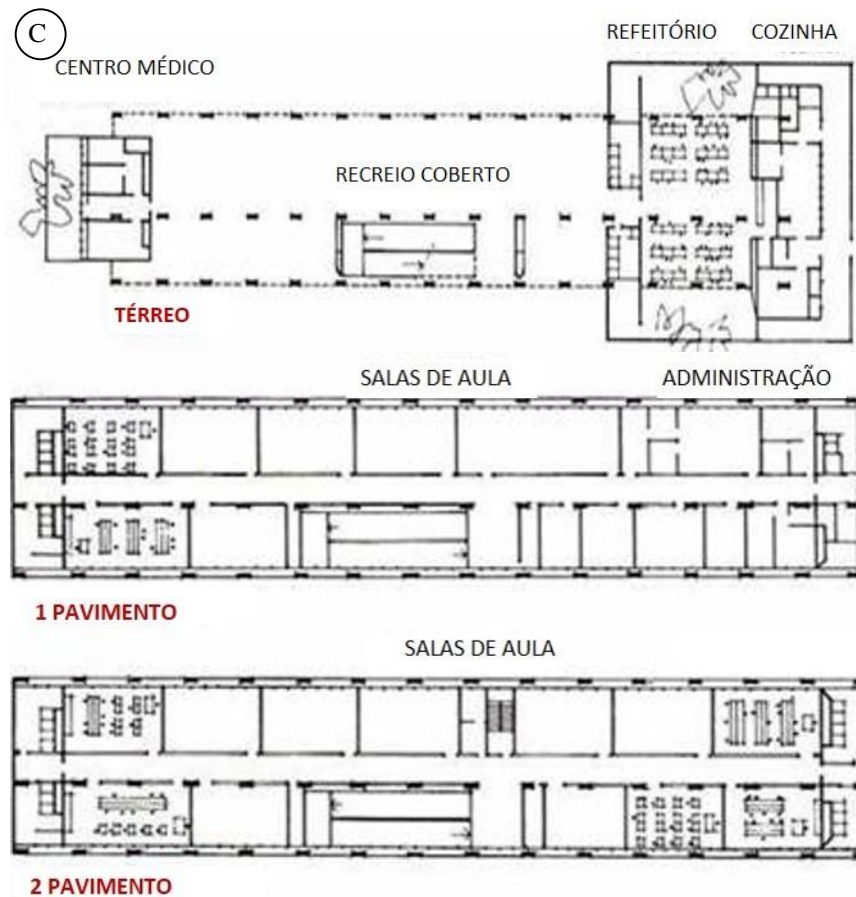 C
REFEITÓRIO COZINHA
CENTRO MÉDICO
RECREIO COBERTO
TÉRREO
SALAS DE AULA ADMINISTRAÇÃO
1 PAVIMENTO
SALAS DE AULA
2 PAVIMENTO